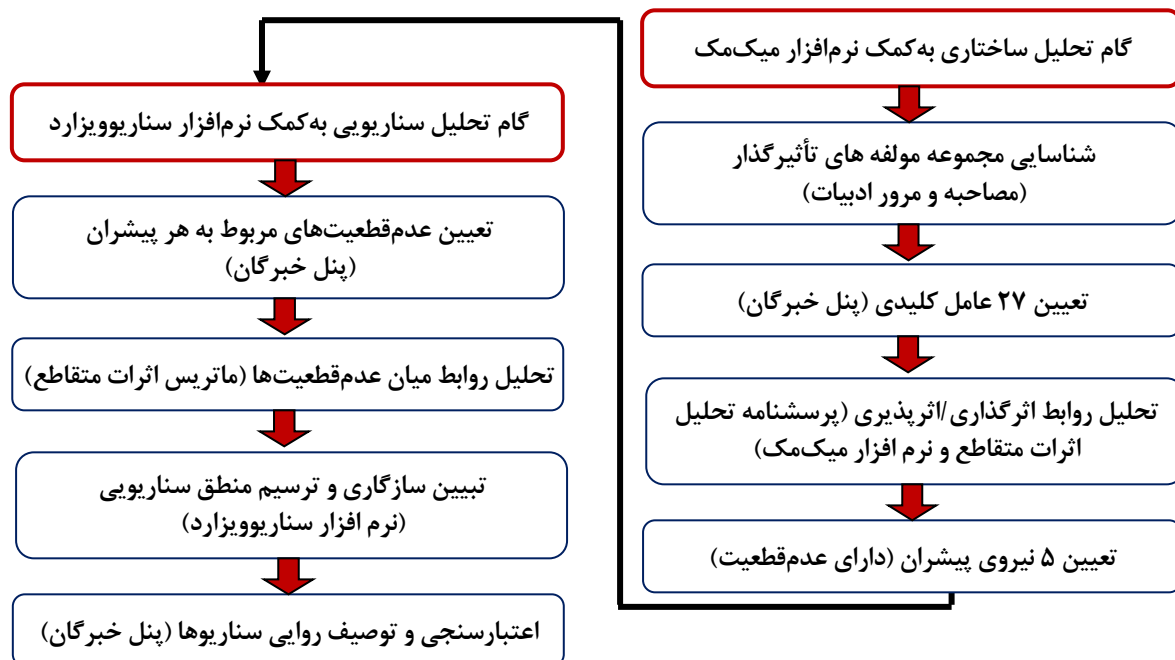 گام تحلیل ساختاری به‌کمک نرم‌افزار میک‌مک
شناسایی مجموعه مولفه های تأثیرگذار
(مصاحبه و مرور ادبیات)
تعیین ۲۷ عامل کلیدی (پنل خبرگان)
تحلیل روابط اثرگذاری/اثرپذیری (پرسشنامه تحلیل
اثرات متقاطع و نرم افزار میک‌مک)
تعیین ۵ نیروی پیشران (دارای عدم‌قطعیت)
گام تحلیل سناریویی به‌کمک نرم‌افزار سناریوویزارد
تعیین عدم‌قطعیت‌های مربوط به هر پیشران
(پنل خبرگان)
تحلیل روابط میان عدم‌قطعیت‌ها (ماتریس اثرات متقاطع)
تبیین سازگاری و ترسیم منطق سناریویی
(نرم افزار سناریوویزارد)
اعتبارسنجی و توصیف روایی سناریوها (پنل خبرگان)